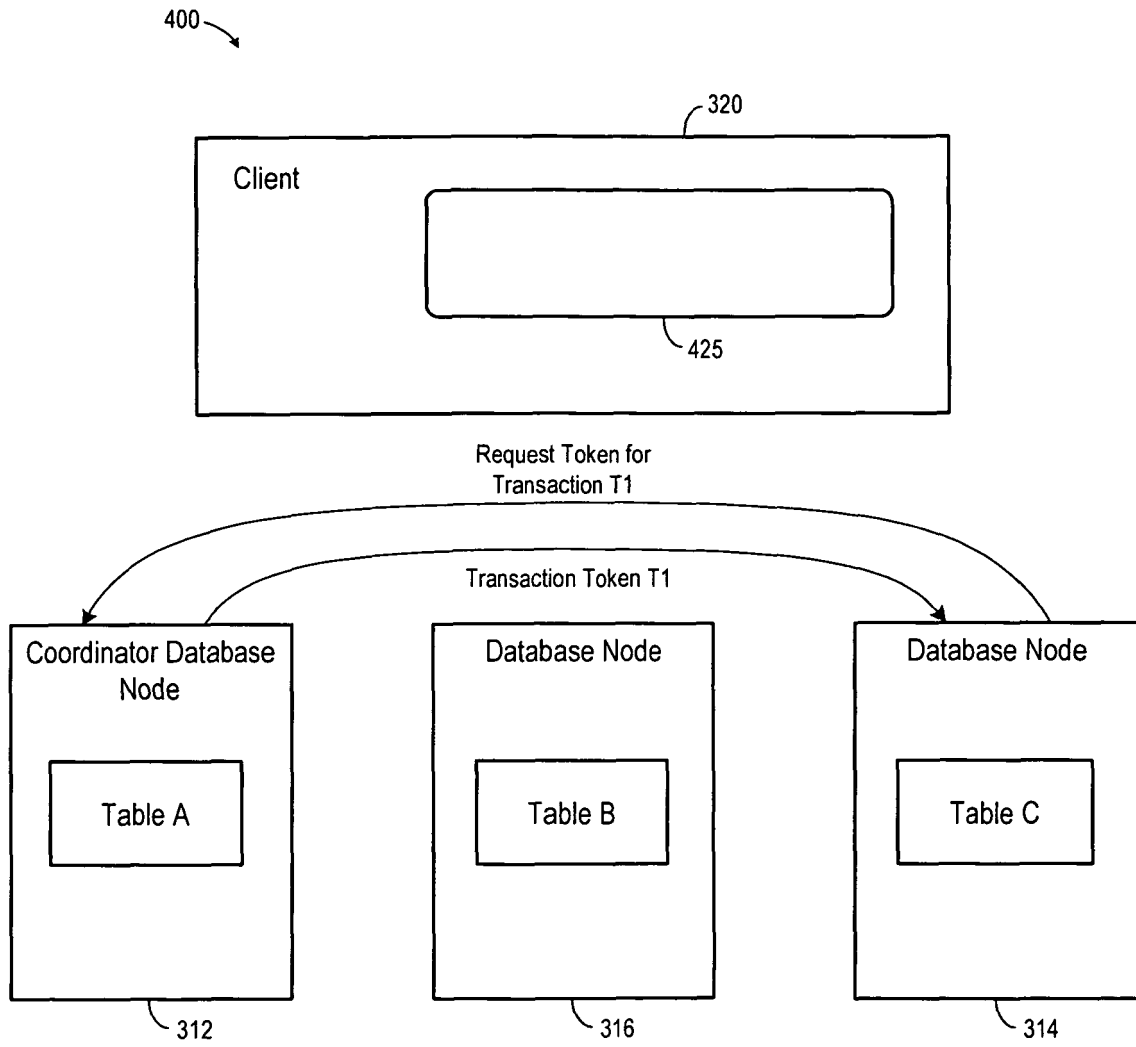 400
320
Client
425
Request Token for
Transaction T1
Transaction Token T1
Coordinator Database
Node
Database Node
Database Node
Table A
Table B
Table C
312
316
314